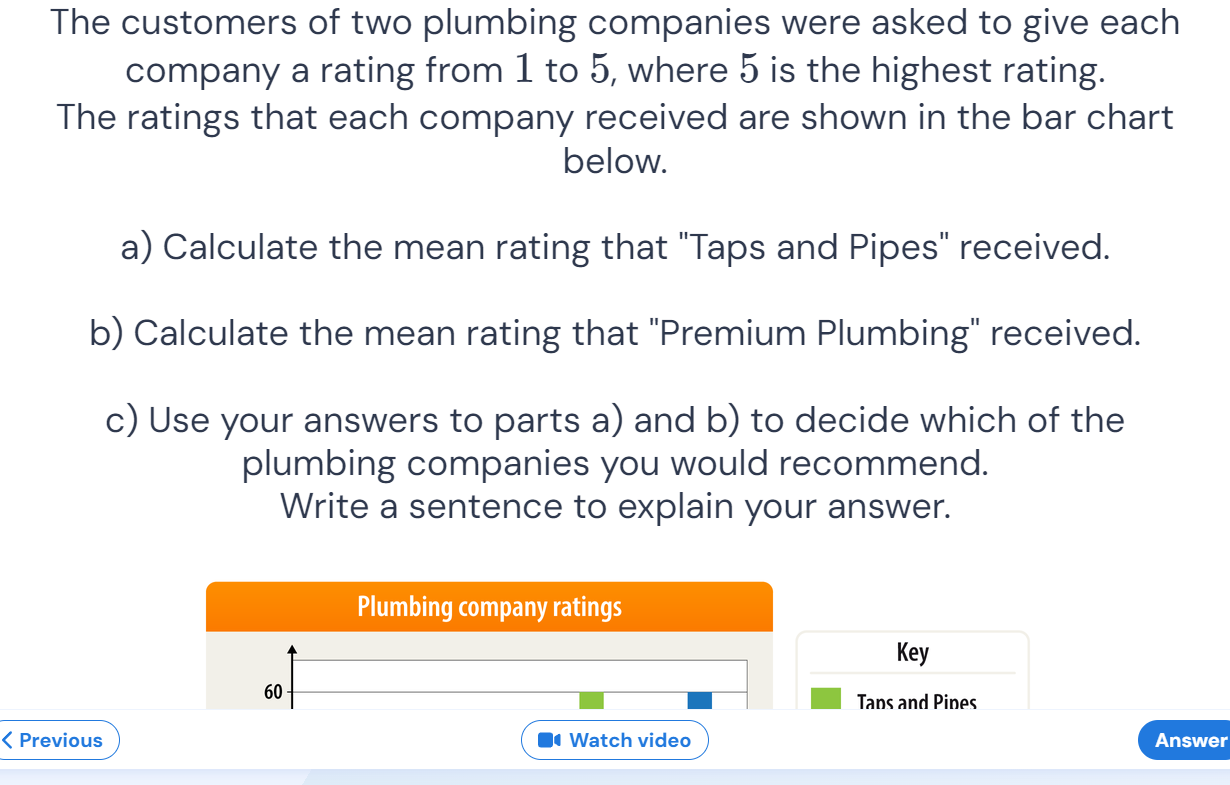 The customers of two plumbing companies were asked to give each
company a rating from 1 to 5, where 5 is the highest rating.
The ratings that each company received are shown in the bar chart
below.
a) Calculate the mean rating that "Taps and Pipes" received.
b) Calculate the mean rating that "Premium Plumbing" received.
c) Use your answers to parts a) and b) to decide which of the
plumbing companies you would recommend.
Write a sentence to explain your answer.
Plumbing company ratings
Key
60
Taps and Pipes
Previous
Watch video
Answer